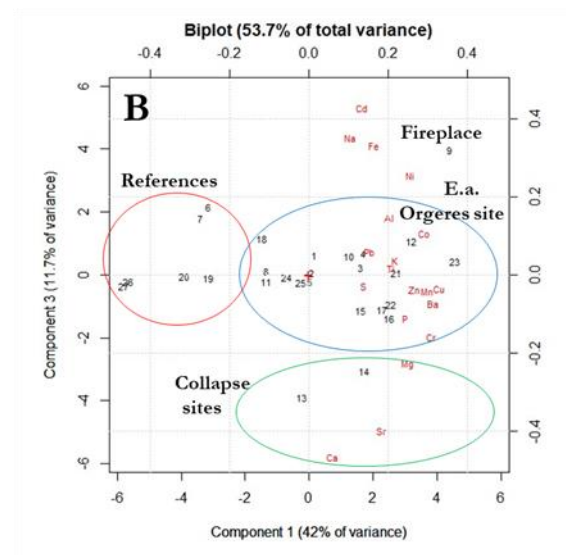 Biplot (53.7% of total variance)
-0.4 -0.2 0.0 0.2 0.4
B
Cd
Na Fe
Fireplace
9
References
Ni
E.a.
Orgeres site
6
7
Al
Co
18
12
1 10 4 Pb
K
23
3
8 2 21
26 20 19 11 24 25 5 S
Zn Mn Cu
22 Ba
15 17
16 P
Cr
Mg
14
Collapse
sites
13
Sr
Ca
6
4
2
0
-2
-4
-6
0.4
0.2
0.0
-0.2
-0.4
-6 -4 -2 0 2 4 6
Component 3 (11.7% of variance)
Component 1 (42% of variance)